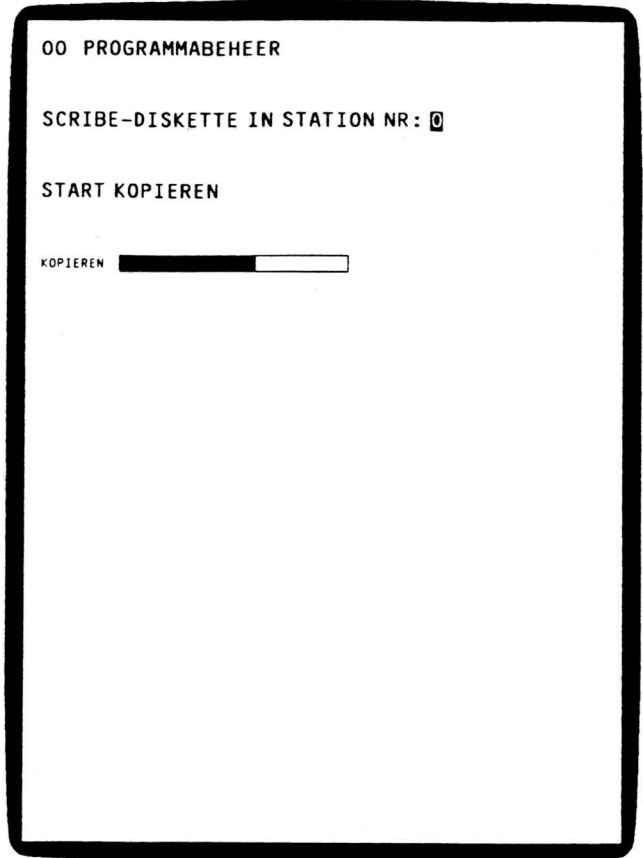 00 PROGRAMMABEHEER
SCRIBE-DISKETTE IN STATION NR: 0
START KOPIEREN
KOPIEREN